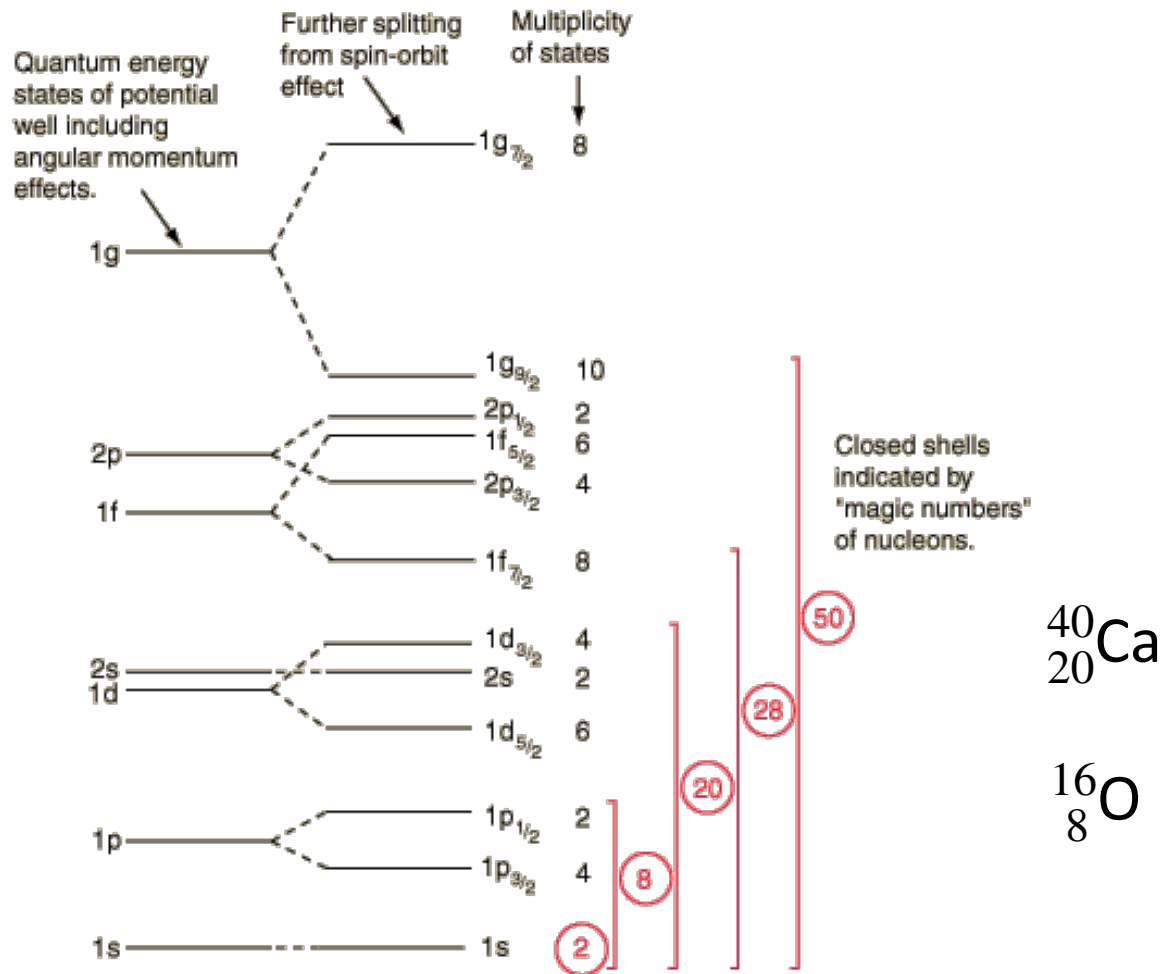 Quantum energy
states of potential
well including
angular momentum
effects.
Further splitting
from spin-orbit
effect
Multiplicity
of states
1g
2p
1f
2s
1d
1p
1s
1g7/2 8
1g9/2 10
2p1/2 2
1f5/2 6
2p3/2 4
1f7/2 8
1d3/2 4
2s 2
1d5/2 6
1p1/2 2
1p3/2 4
1s 2
8
20
28
50
Closed shells
indicated by
"magic numbers"
of nucleons.
40 20 Ca
16 8 O